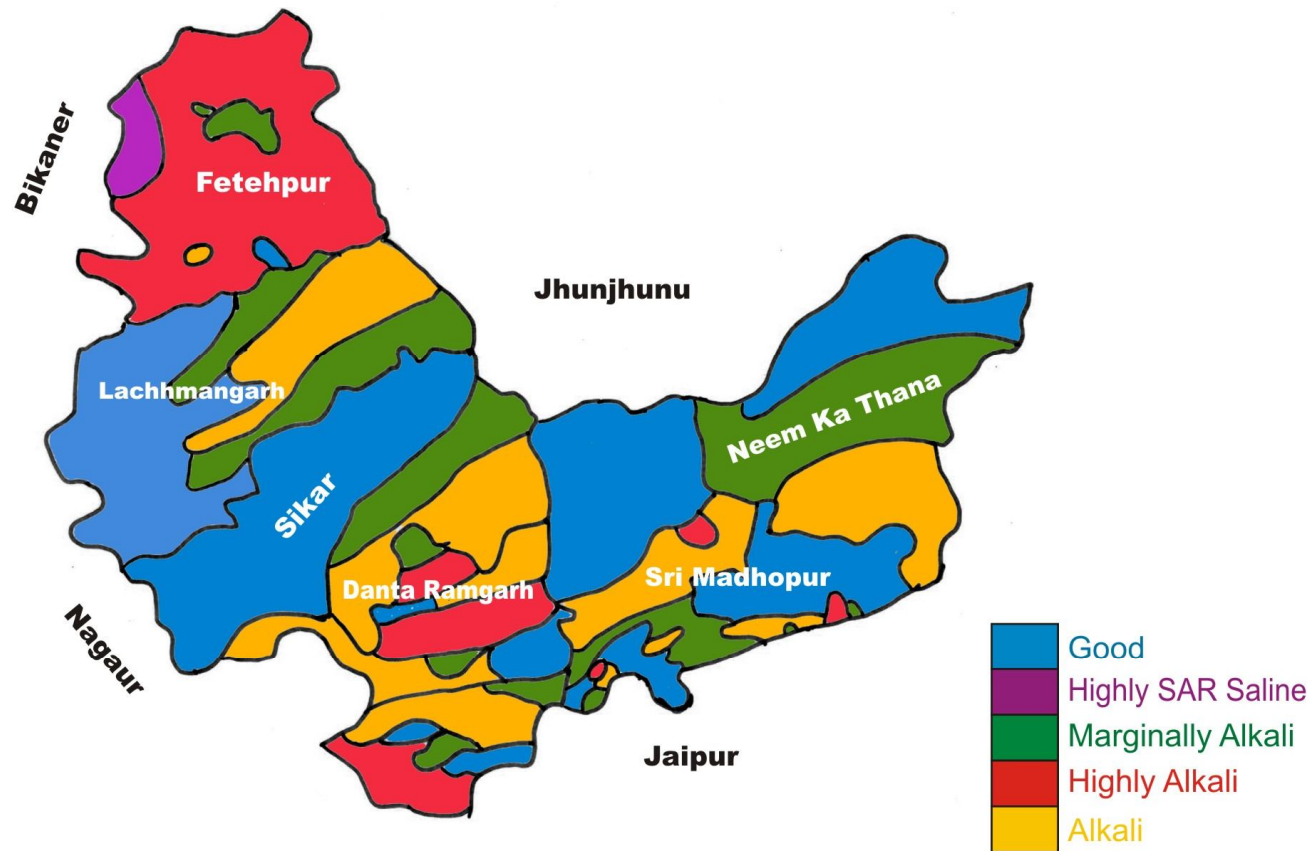 Bikaner
Fetehpur
Jhunjhunu
Lachhmangarh
Neem Ka Thana
Sikar
Sri Madhopur
Danta Ramgarh
Nagaur
Jaipur
Good
Highly SAR Saline
Marginally Alkali
Highly Alkali
Alkali